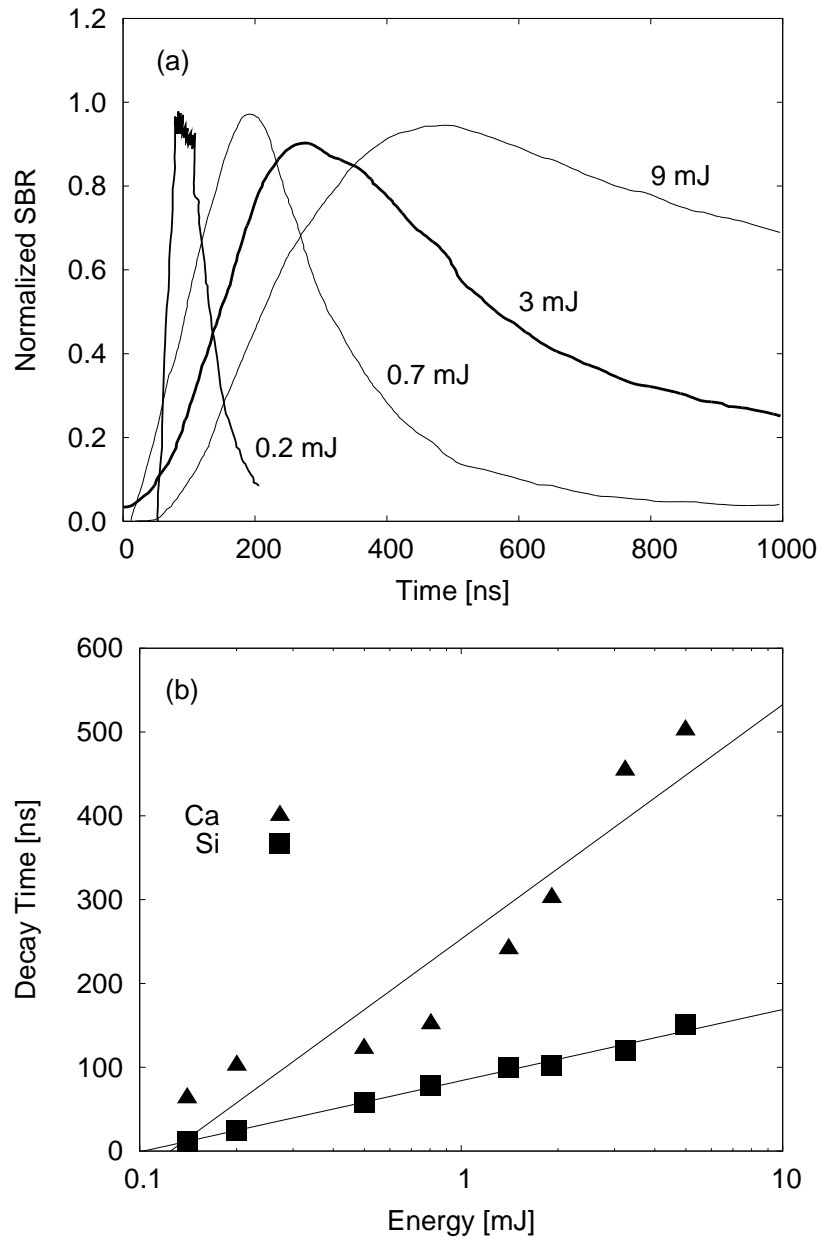 1.2
(a)
1.0
0.8
9 mJ
Normalized SBR
0.6
3 mJ
0.4
0.7 mJ
0.2
0.2 mJ
0.0
0 200 400 600 800 1000
Time [ns]
600
(b)
500
400
Ca
Si
Decay Time [ns]
300
200
100
0
0.1 1 10
Energy [mJ]